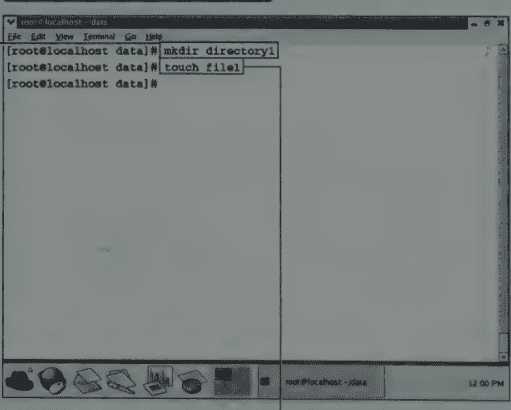 root@localhost:~/data
File Edit View Terminal Go Help
[root@localhost data]# mkdir directory1
[root@localhost data]# touch file1
[root@localhost data]#
root@localhost:~/data
12:00 PM